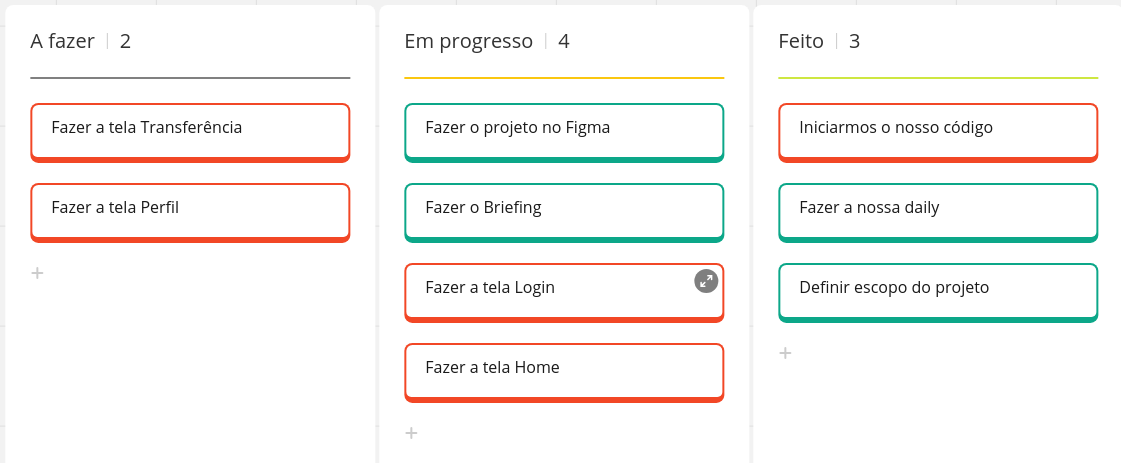 A fazer | 2
Fazer a tela Transferência
Fazer a tela Perfil
+
Em progresso | 4
Fazer o projeto no Figma
Fazer o Briefing
Fazer a tela Login
Fazer a tela Home
+
Feito | 3
Iniciarmos o nosso código
Fazer a nossa daily
Definir escopo do projeto
+